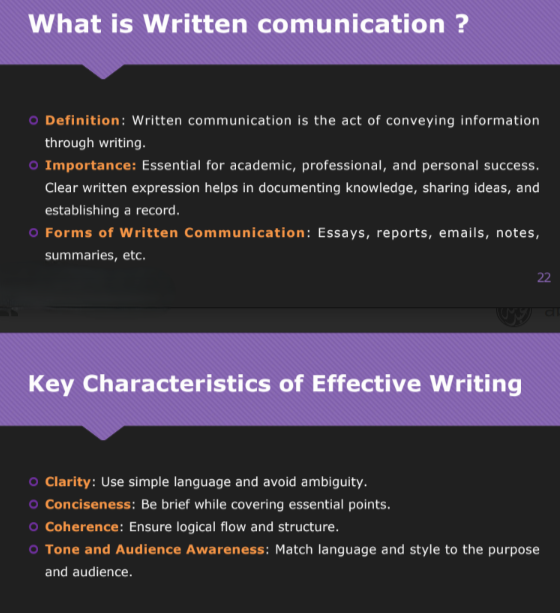 What is Written comunication ?
Definition: Written communication is the act of conveying information
through writing.
Importance: Essential for academic, professional, and personal success.
Clear written expression helps in documenting knowledge, sharing ideas, and
establishing a record.
Forms of Written Communication: Essays, reports, emails, notes,
summaries, etc.
22
Key Characteristics of Effective Writing
Clarity: Use simple language and avoid ambiguity.
Conciseness: Be brief while covering essential points.
Coherence: Ensure logical flow and structure.
Tone and Audience Awareness: Match language and style to the purpose
and audience.